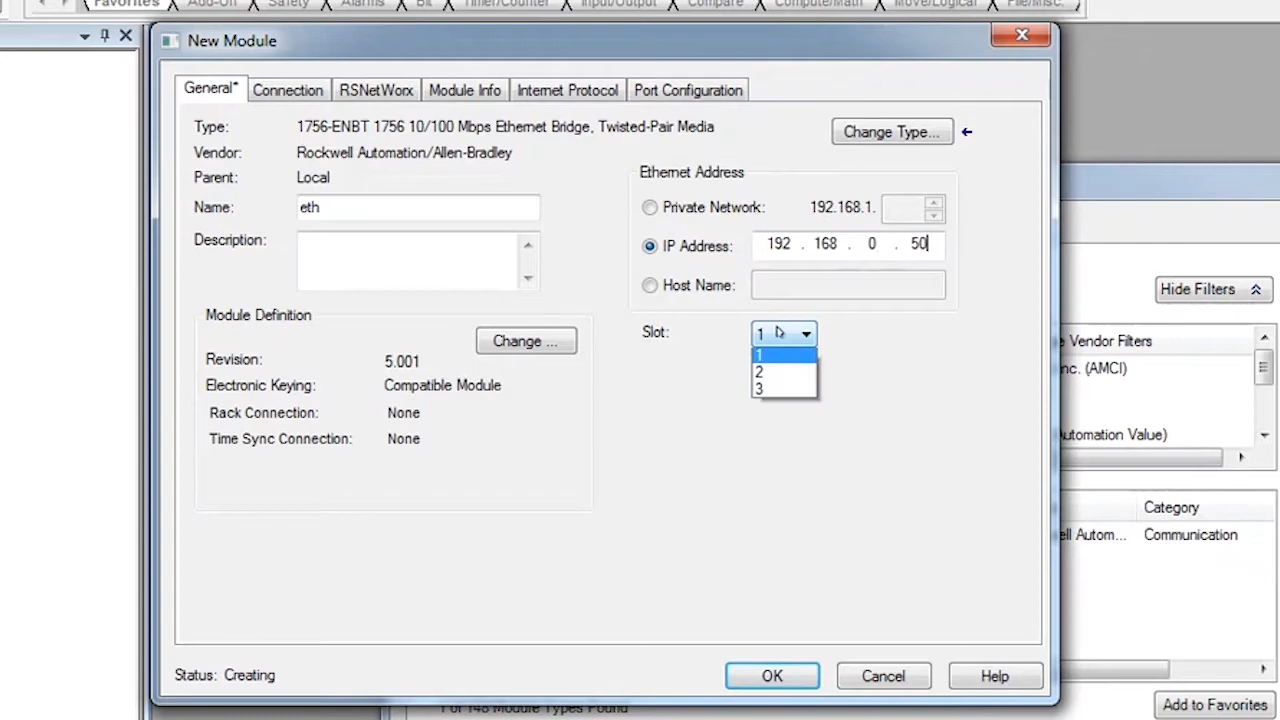 Favorites Add-On Safety Alarms Bit Timer/Counter Input/Output Compare Compute/Math Move/Logical File/Misc.
New Module
General* Connection RSNetWorx Module Info Internet Protocol Port Configuration
Type: 1756-ENBT 1756 10/100 Mbps Ethernet Bridge, Twisted-Pair Media
Change Type...
Vendor: Rockwell Automation/Allen-Bradley
Parent: Local
Name: eth
Description:
Ethernet Address
Private Network: 192.168.1.
IP Address: 192 . 168 . 0 . 50
Host Name:
Slot: 1
1
2
3
Module Definition
Change ...
Revision: 5.001
Electronic Keying: Compatible Module
Rack Connection: None
Time Sync Connection: None
Status: Creating
OK Cancel Help
Hide Filters
Vendor Filters
nc. (AMCI)
utomation Value)
Category
ell Autom... Communication
1 of 148 Module Types Found
Add to Favorites